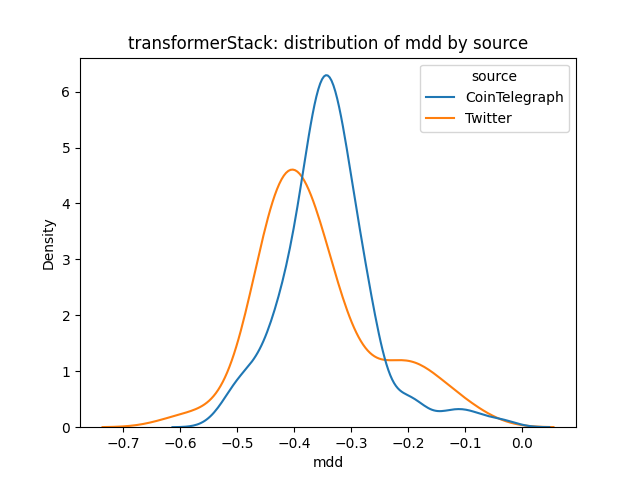 transformerStack: distribution of mdd by source
source
CoinTelegraph
Twitter
Density
6
5
4
3
2
1
0
−0.7 −0.6 −0.5 −0.4 −0.3 −0.2 −0.1 0.0
mdd